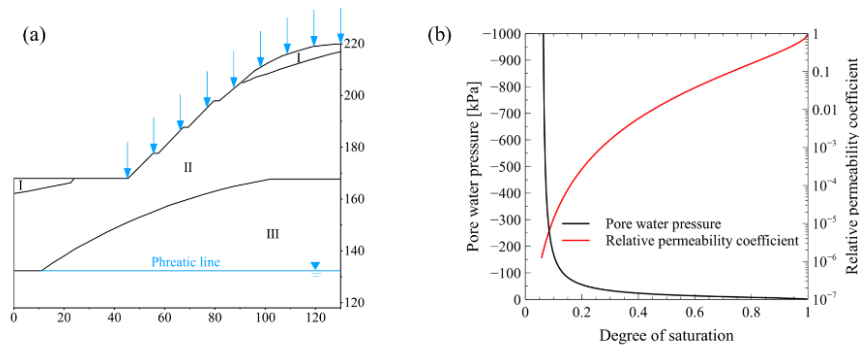 (a)
I
II
I
III
Phreatic line
220
200
180
160
140
120
0 20 40 60 80 100 120
(b)
Pore water pressure [kPa]
−1000
−900
−800
−700
−600
−500
−400
−300
−200
−100
0
Pore water pressure
Relative permeability coefficient
0 0.2 0.4 0.6 0.8 1
Degree of saturation
1
0.1
0.01
10⁻³
10⁻⁴
10⁻⁵
10⁻⁶
10⁻⁷
Relative permeability coefficient